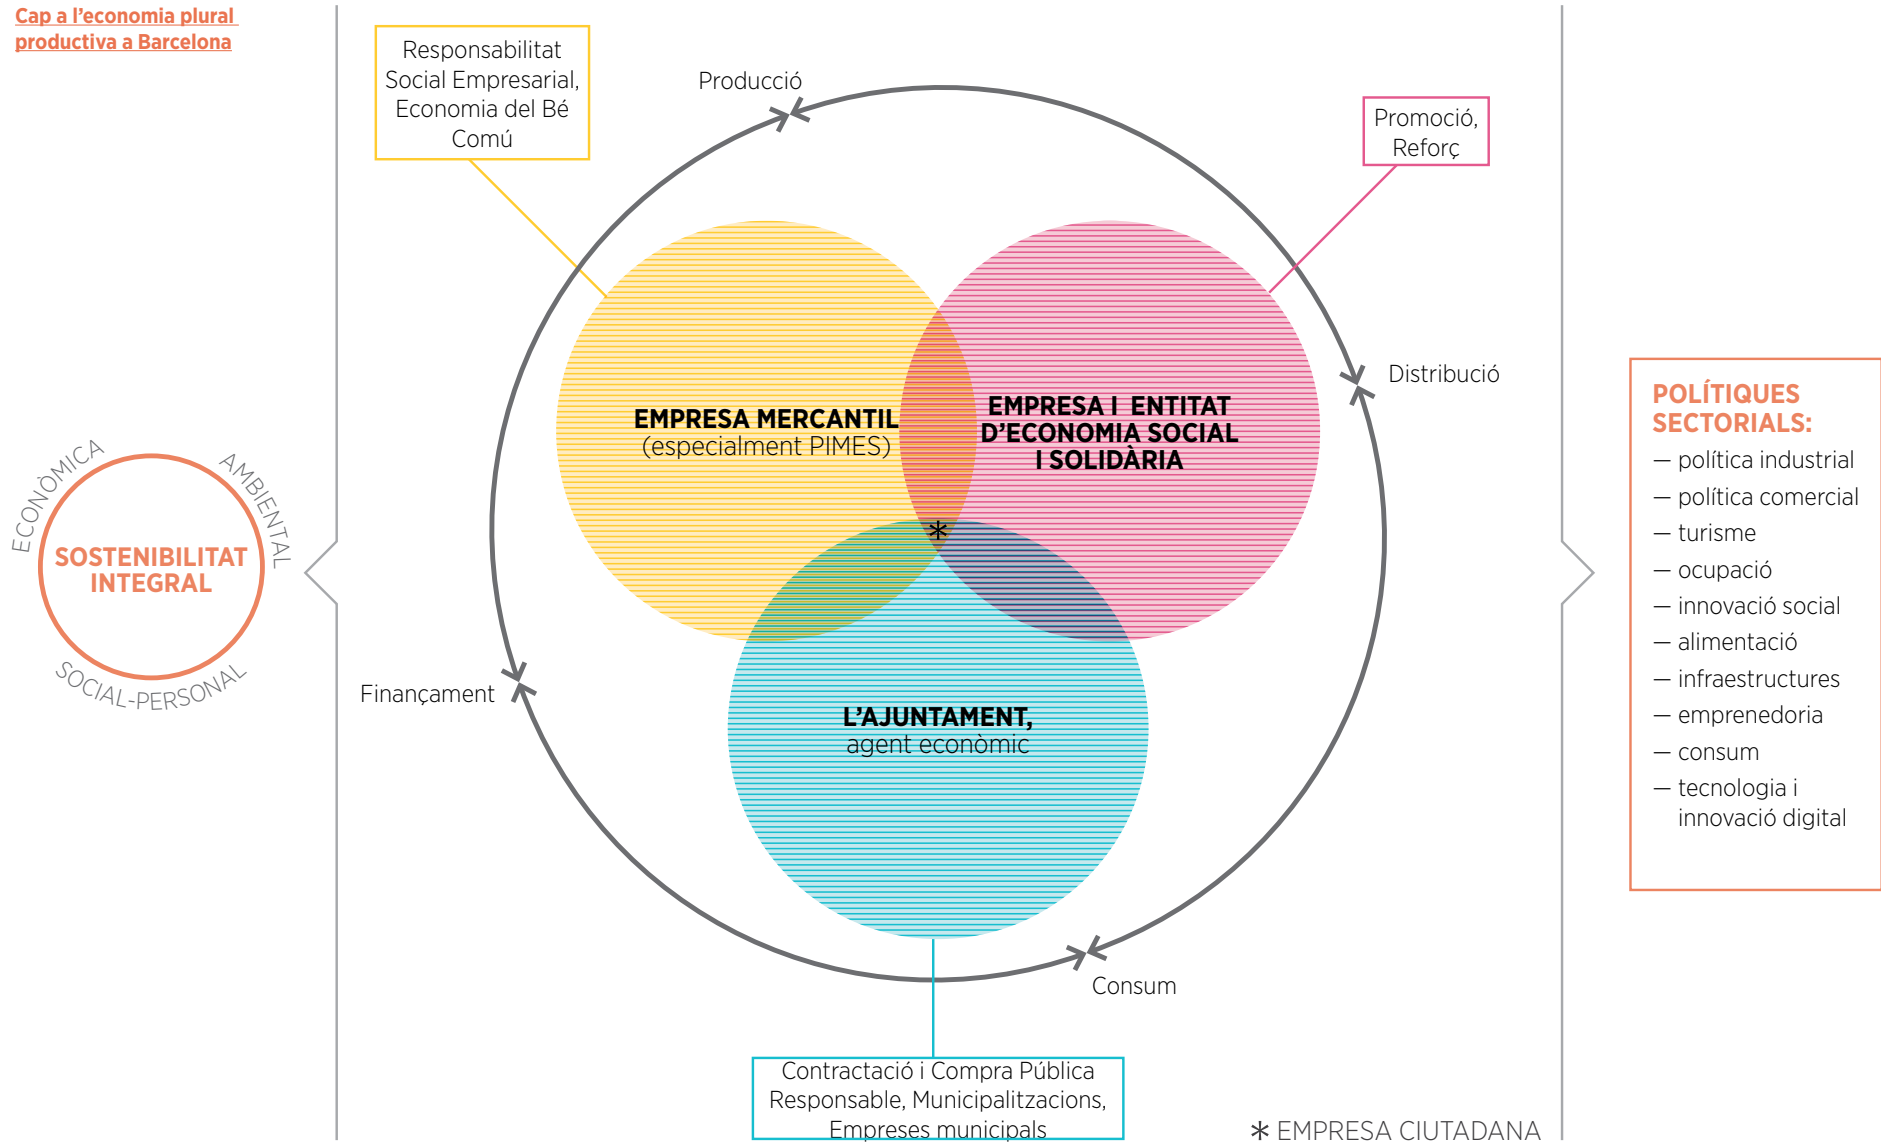 Cap a l'economia plural
productiva a Barcelona
Responsabilitat
Social Empresarial,
Economia del Bé
Comú
Producció
Promoció,
Reforç
Distribució
EMPRESA MERCANTIL
(especialment PIMES)
EMPRESA I ENTITAT
D'ECONOMIA SOCIAL
I SOLIDÀRIA
*
L'AJUNTAMENT,
agent econòmic
Finançament
Consum
Contractació i Compra Pública
Responsable, Municipalitzacions,
Empreses municipals
* EMPRESA CIUTADANA
ECONÒMICA
AMBIENTAL
SOSTENIBILITAT
INTEGRAL
SOCIAL-PERSONAL
POLÍTIQUES
SECTORIALS:
— política industrial
— política comercial
— turisme
— ocupació
— innovació social
— alimentació
— infraestructures
— emprenedoria
— consum
— tecnologia i
innovació digital